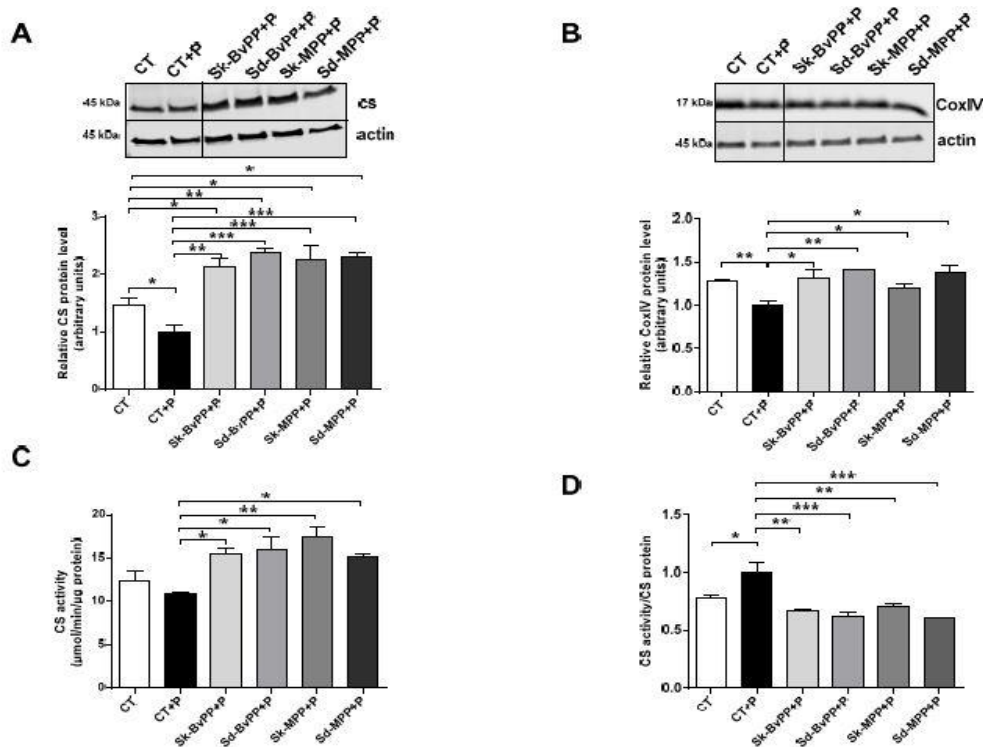 A
CT
CT+P
Sk-BvPP+P
Sd-BvPP+P
Sk-MPP+P
Sd-MPP+P
45 kDa
CS
45 kDa
actin
*
*
**
*
***
***
***
**
*
Relative CS protein level
(arbitrary units)
3
2
1
0
CT
CT+P
Sk-BvPP+P
Sd-BvPP+P
Sk-MPP+P
Sd-MPP+P
B
CT
CT+P
Sk-BvPP+P
Sd-BvPP+P
Sk-MPP+P
Sd-MPP+P
17 kDa
CoxIV
45 kDa
actin
*
*
**
**
*
Relative CoxIV protein level
(arbitrary units)
2.0
1.5
1.0
0.5
0.0
CT
CT+P
Sk-BvPP+P
Sd-BvPP+P
Sk-MPP+P
Sd-MPP+P
C
*
**
*
*
CS activity
(µmol/min/µg protein)
20
15
10
5
0
CT
CT+P
Sk-BvPP+P
Sd-BvPP+P
Sk-MPP+P
Sd-MPP+P
D
***
**
***
**
*
CS activity/CS protein
1.5
1.0
0.5
0.0
CT
CT+P
Sk-BvPP+P
Sd-BvPP+P
Sk-MPP+P
Sd-MPP+P